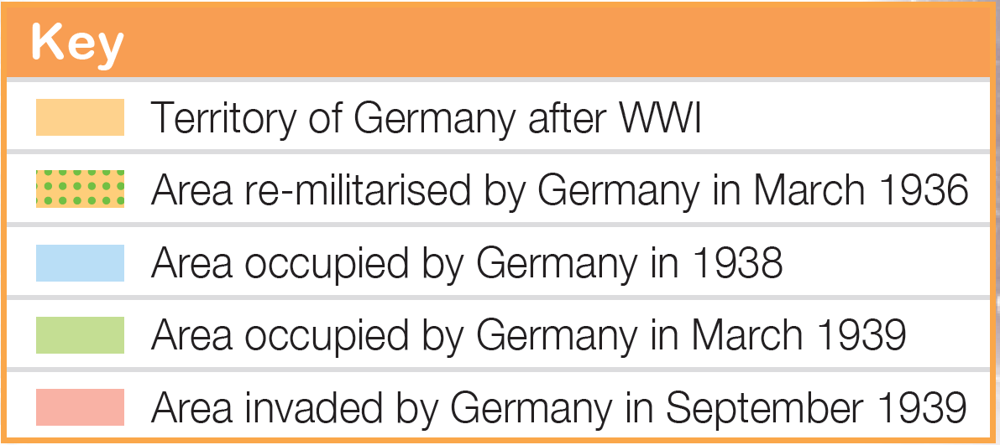 Key
Territory of Germany after WWI
Area re-militarised by Germany in March 1936
Area occupied by Germany in 1938
Area occupied by Germany in March 1939
Area invaded by Germany in September 1939